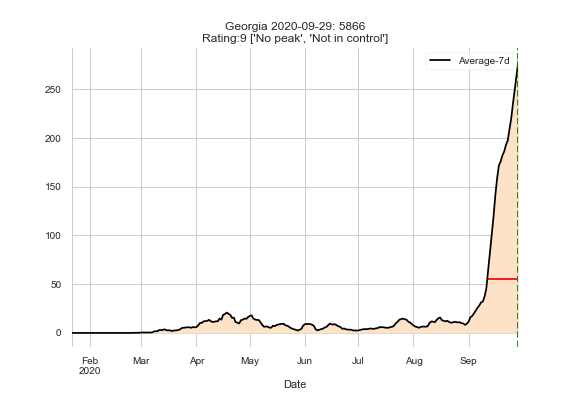 Georgia 2020-09-29: 5866
Rating:9 ['No peak', 'Not in control']
Average-7d
250
200
150
100
50
0
Feb Mar Apr May Jun Jul Aug Sep
2020
Date